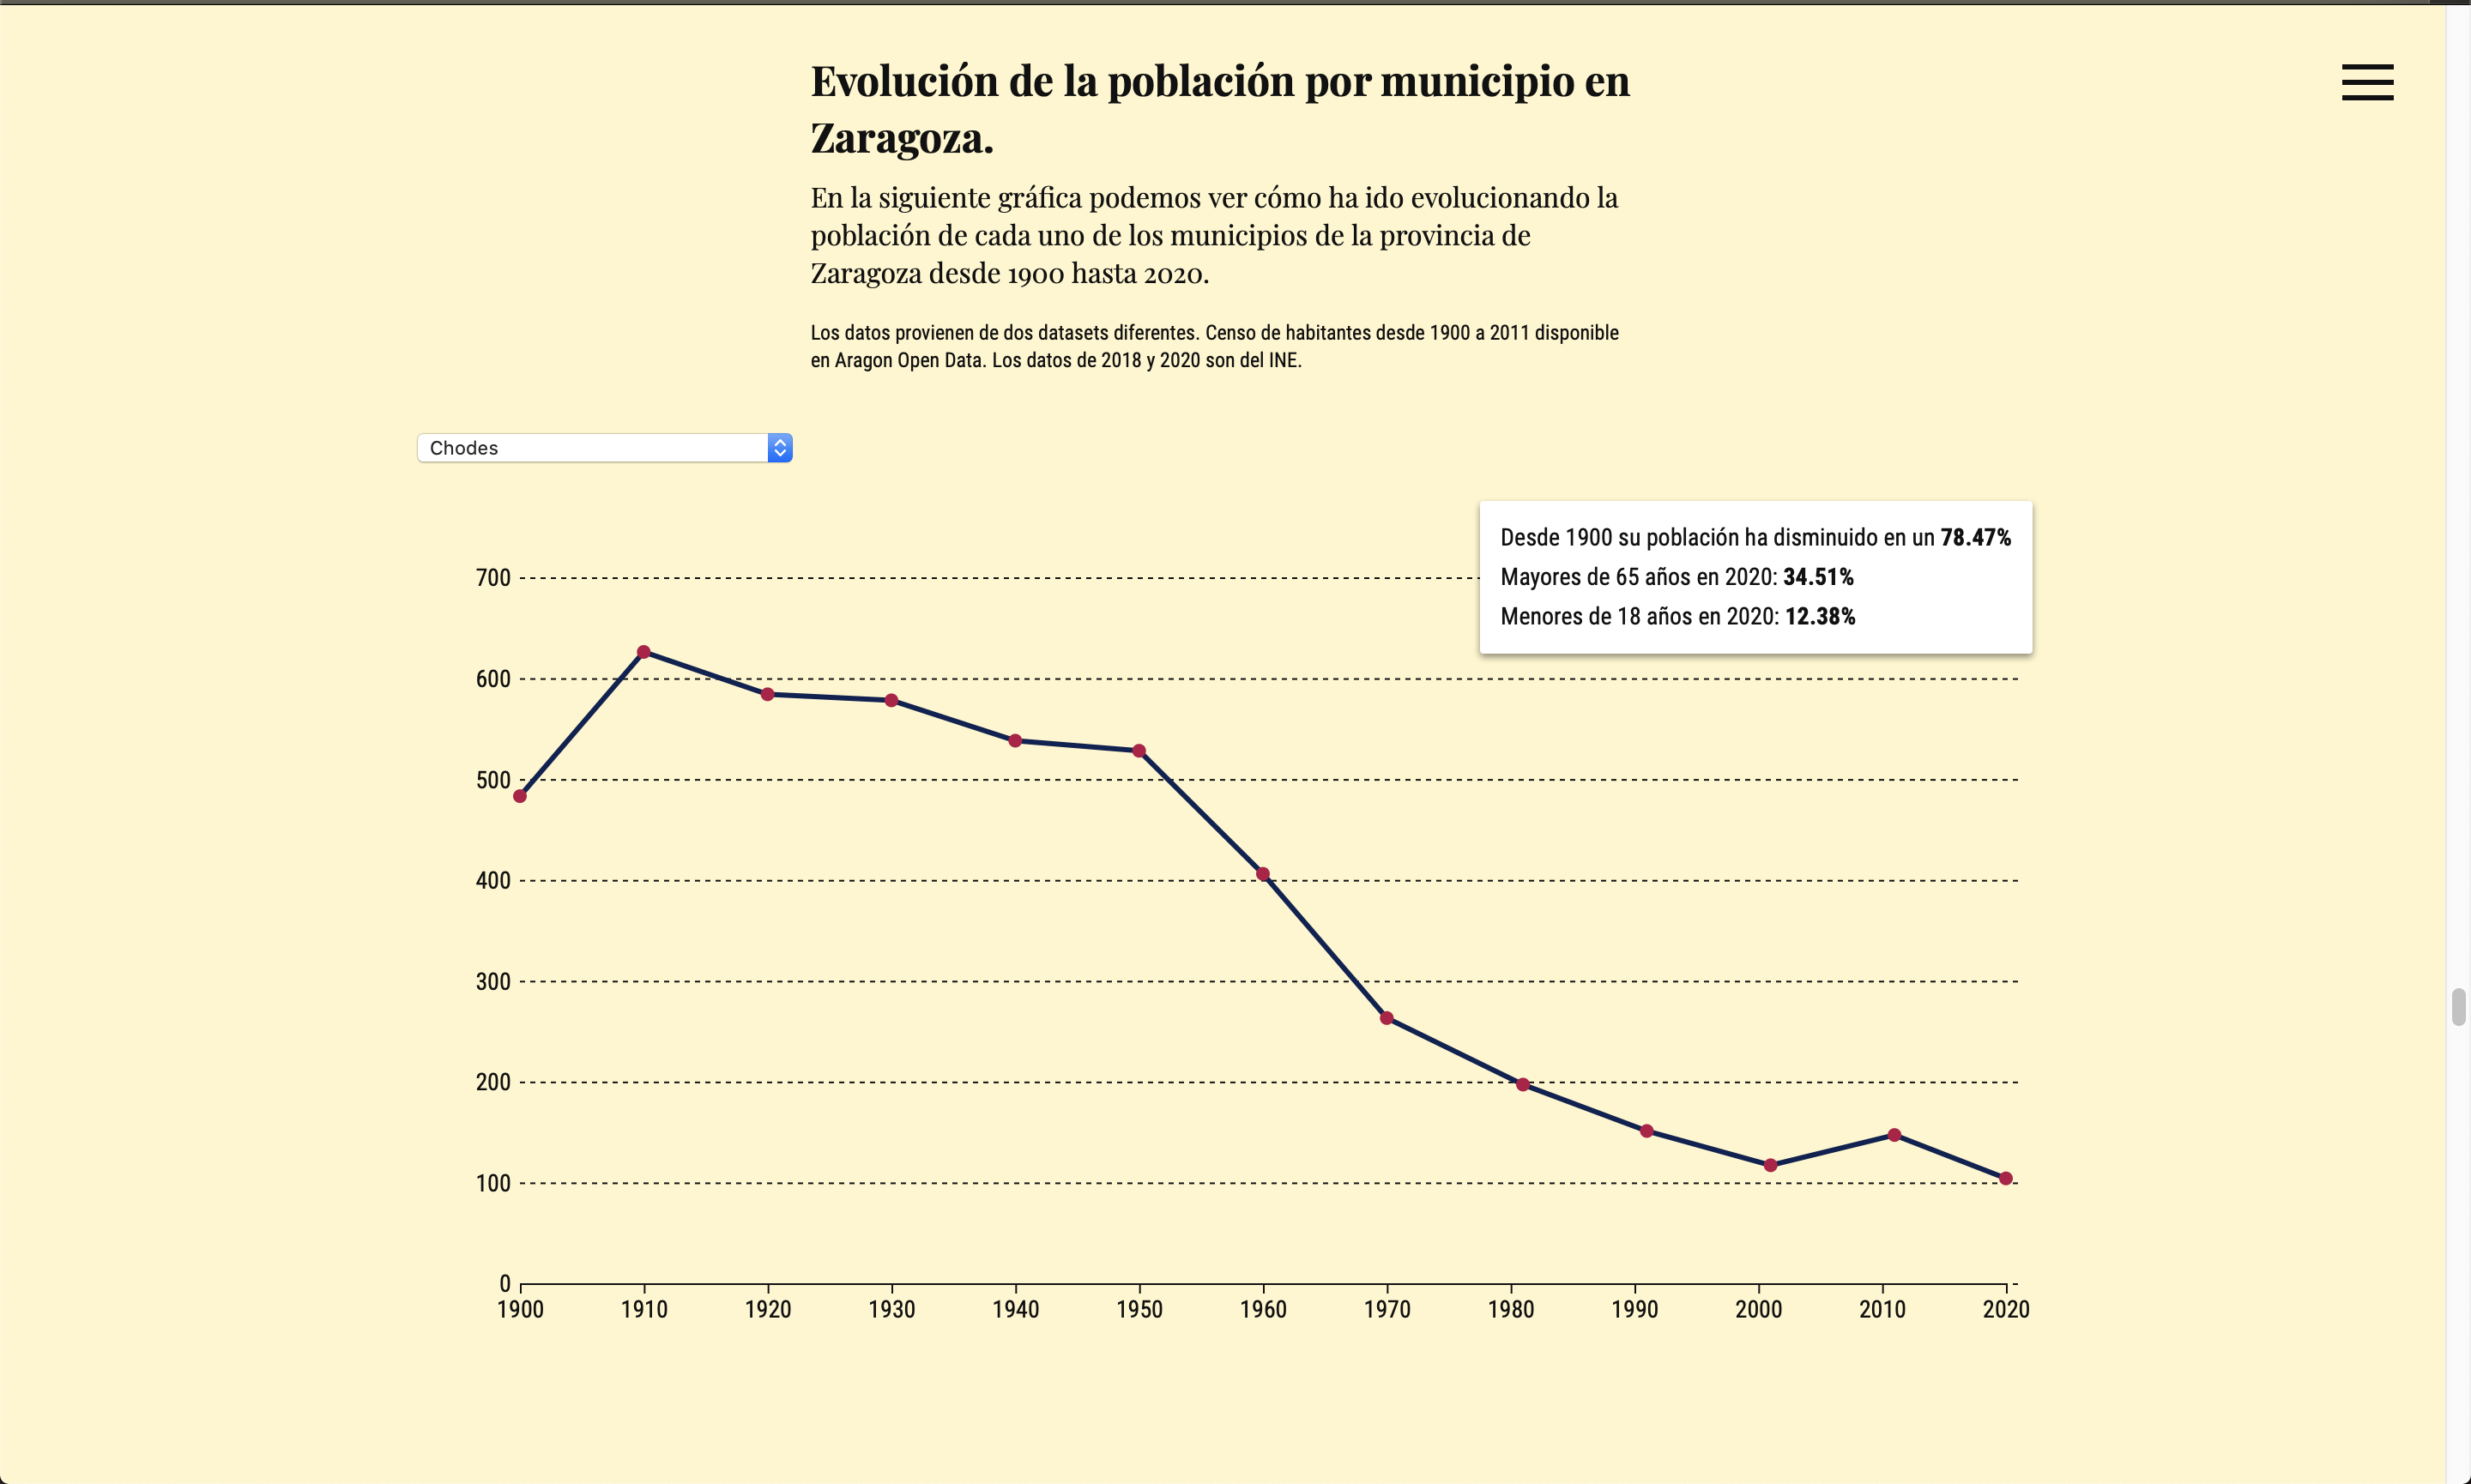 Evolución de la población por municipio en
Zaragoza.
En la siguiente gráfica podemos ver cómo ha ido evolucionando la
población de cada uno de los municipios de la provincia de
Zaragoza desde 1900 hasta 2020.
Los datos provienen de dos datasets diferentes. Censo de habitantes desde 1900 a 2011 disponible
en Aragon Open Data. Los datos de 2018 y 2020 son del INE.
Chodes
Desde 1900 su población ha disminuido en un 78.47%
Mayores de 65 años en 2020: 34.51%
Menores de 18 años en 2020: 12.38%
700
600
500
400
300
200
100
0
1900 1910 1920 1930 1940 1950 1960 1970 1980 1990 2000 2010 2020